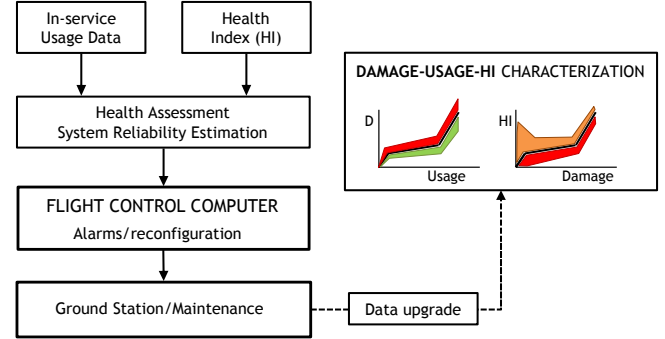 In-service
Usage Data
Health
Index (HI)
Health Assessment
System Reliability Estimation
FLIGHT CONTROL COMPUTER
Alarms/reconfiguration
Ground Station/Maintenance
Data upgrade
DAMAGE-USAGE-HI CHARACTERIZATION
D
Usage
HI
Damage